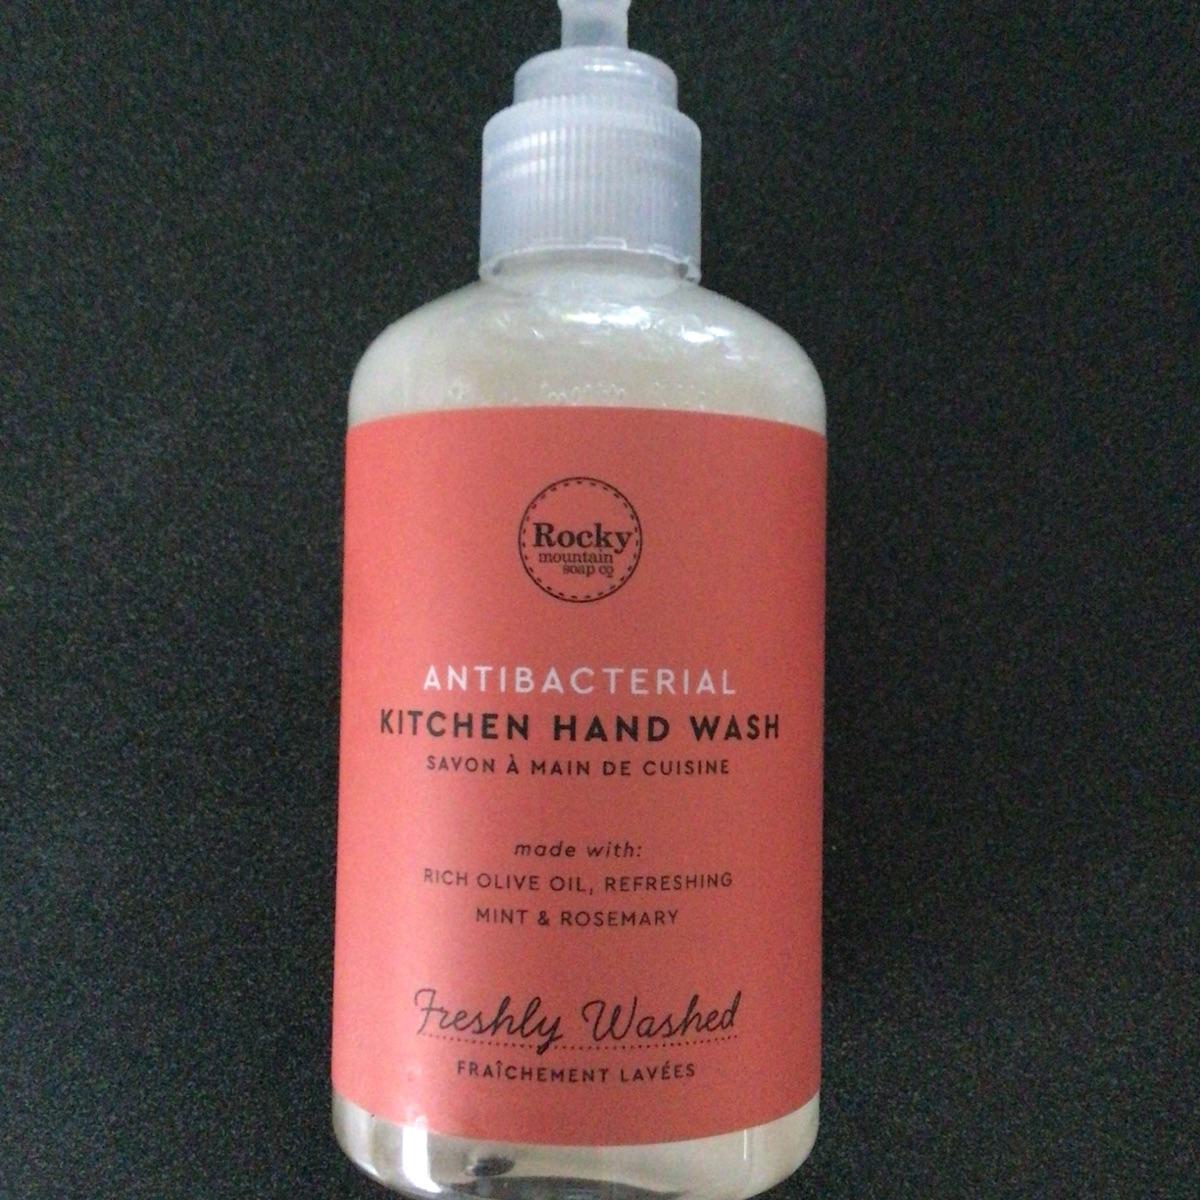 Rocky
mountain
soap co
ANTIBACTERIAL
KITCHEN HAND WASH
SAVON À MAIN DE CUISINE
made with:
RICH OLIVE OIL, REFRESHING
MINT & ROSEMARY
Freshly Washed
FRAÎCHEMENT LAVÉES